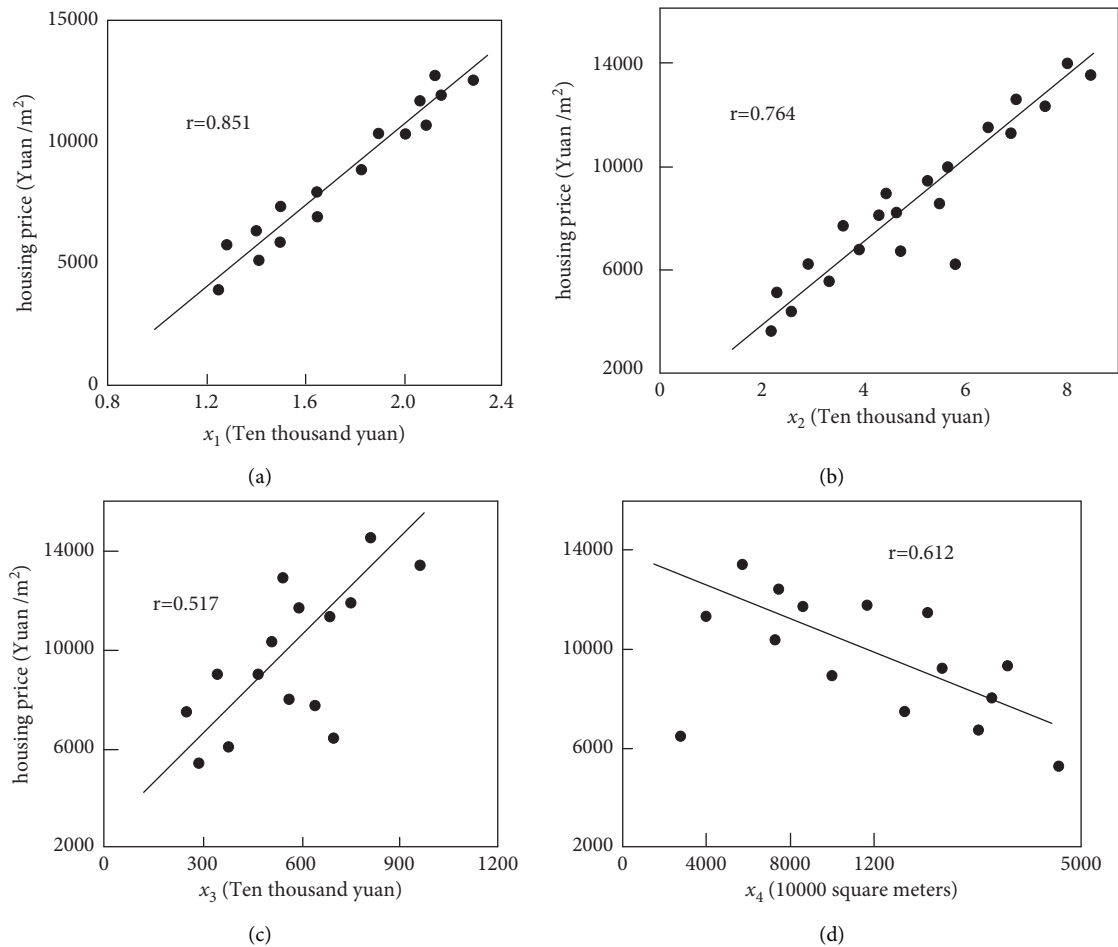 15000
10000
5000
0
housing price (Yuan /m²)
r=0.851
0.8 1.2 1.6 2.0 2.4
x₁ (Ten thousand yuan)
(a)
14000
10000
6000
2000
housing price (Yuan /m²)
r=0.764
0 2 4 6 8
x₂ (Ten thousand yuan)
(b)
14000
10000
6000
2000
housing price (Yuan /m²)
r=0.517
0 300 600 900 1200
x₃ (Ten thousand yuan)
(c)
14000
10000
6000
2000
r=0.612
0 4000 8000 1200 5000
x₄ (10000 square meters)
(d)